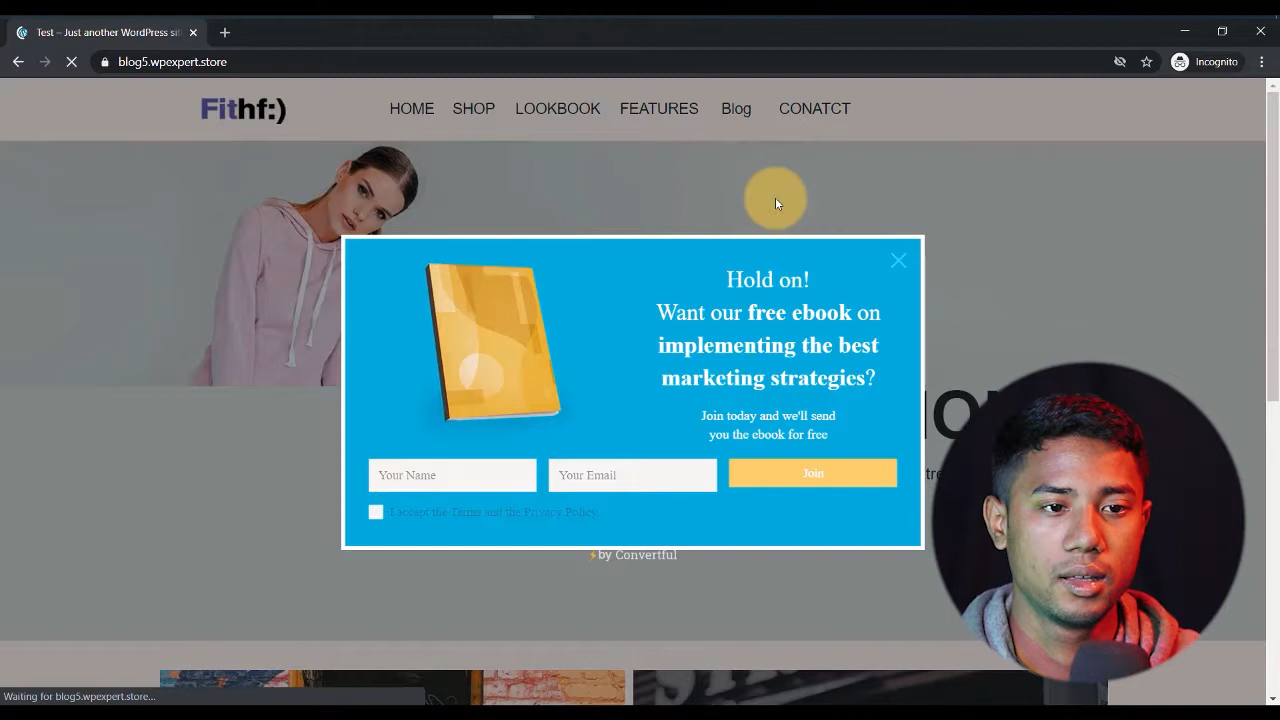 Test – Just another WordPress sit
blog5.wpexpert.store
Incognito
Fithf:)
HOME SHOP LOOKBOOK FEATURES Blog CONATCT
Hold on!
Want our free ebook on
implementing the best
marketing strategies?
Join today and we'll send
you the ebook for free
Your Name
Your Email
Join
I accept the Terms and the Privacy Policy.
by Convertful
Waiting for blog5.wpexpert.store...